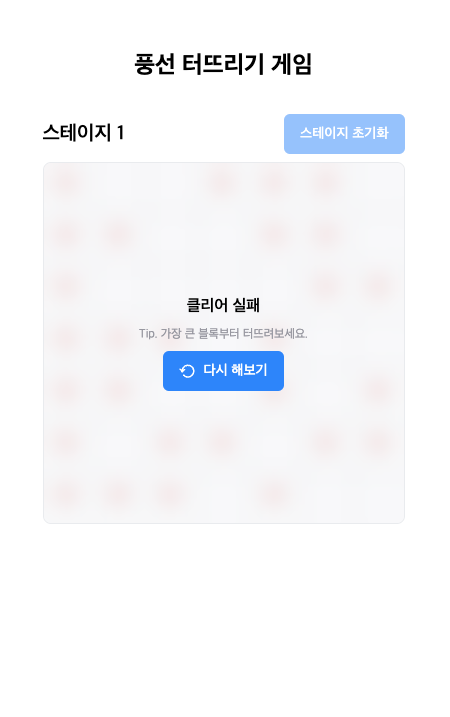 풍선 터뜨리기 게임
스테이지 1
스테이지 초기화
클리어 실패
Tip. 가장 큰 블록부터 터뜨려보세요.
다시 해보기